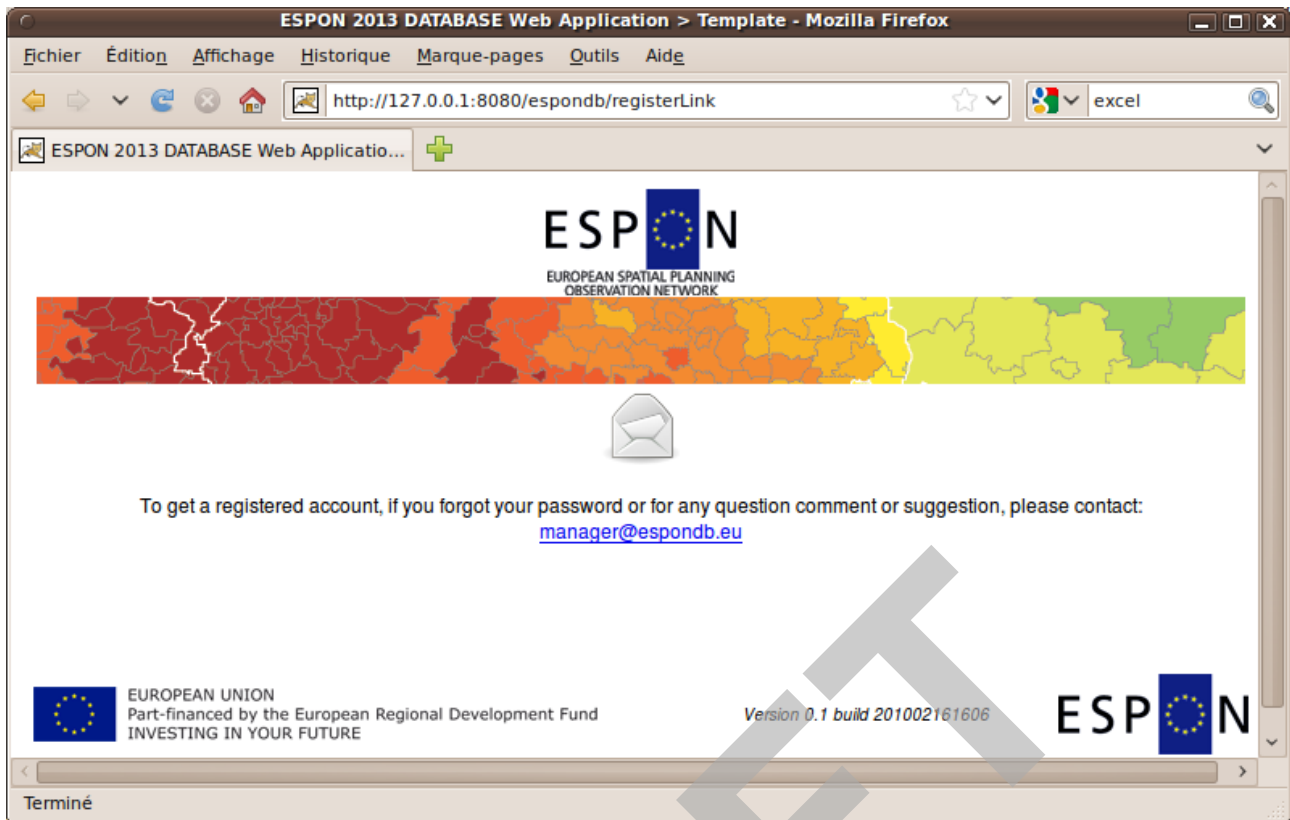 ESPON 2013 DATABASE Web Application > Template - Mozilla Firefox
Fichier Édition Affichage Historique Marque-pages Outils Aide
http://127.0.0.1:8080/espondb/registerLink excel
ESPON 2013 DATABASE Web Applicatio...
ESPON
EUROPEAN SPATIAL PLANNING
OBSERVATION NETWORK
To get a registered account, if you forgot your password or for any question comment or suggestion, please contact:
manager@espondb.eu
EUROPEAN UNION
Part-financed by the European Regional Development Fund
INVESTING IN YOUR FUTURE
Version 0.1 build 201002161606
ESPON
Terminé